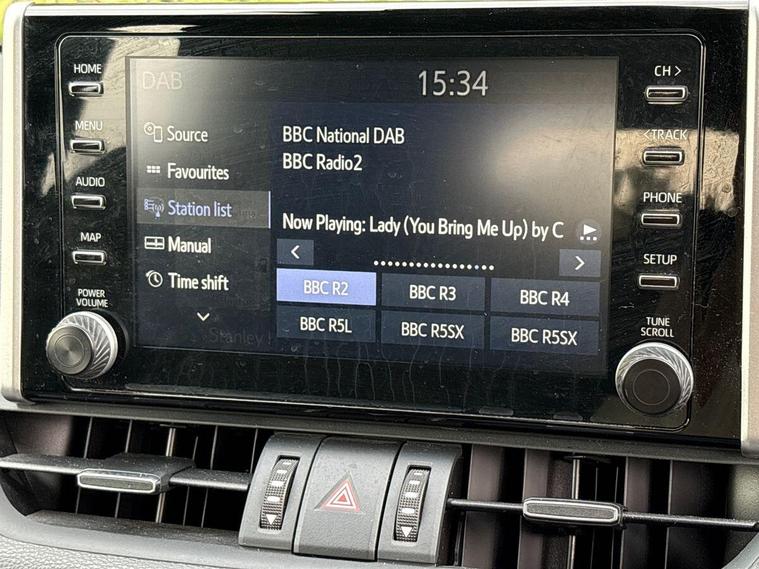 DAB
15:34
HOME
MENU
AUDIO
MAP
POWER
VOLUME
Source
Favourites
Station list
Manual
Time shift
BBC National DAB
BBC Radio2
Now Playing: Lady (You Bring Me Up) by C
BBC R2
BBC R3
BBC R4
BBC R5L
BBC R5SX
BBC R5SX
CH >
<TRACK
PHONE
SETUP
TUNE
SCROLL